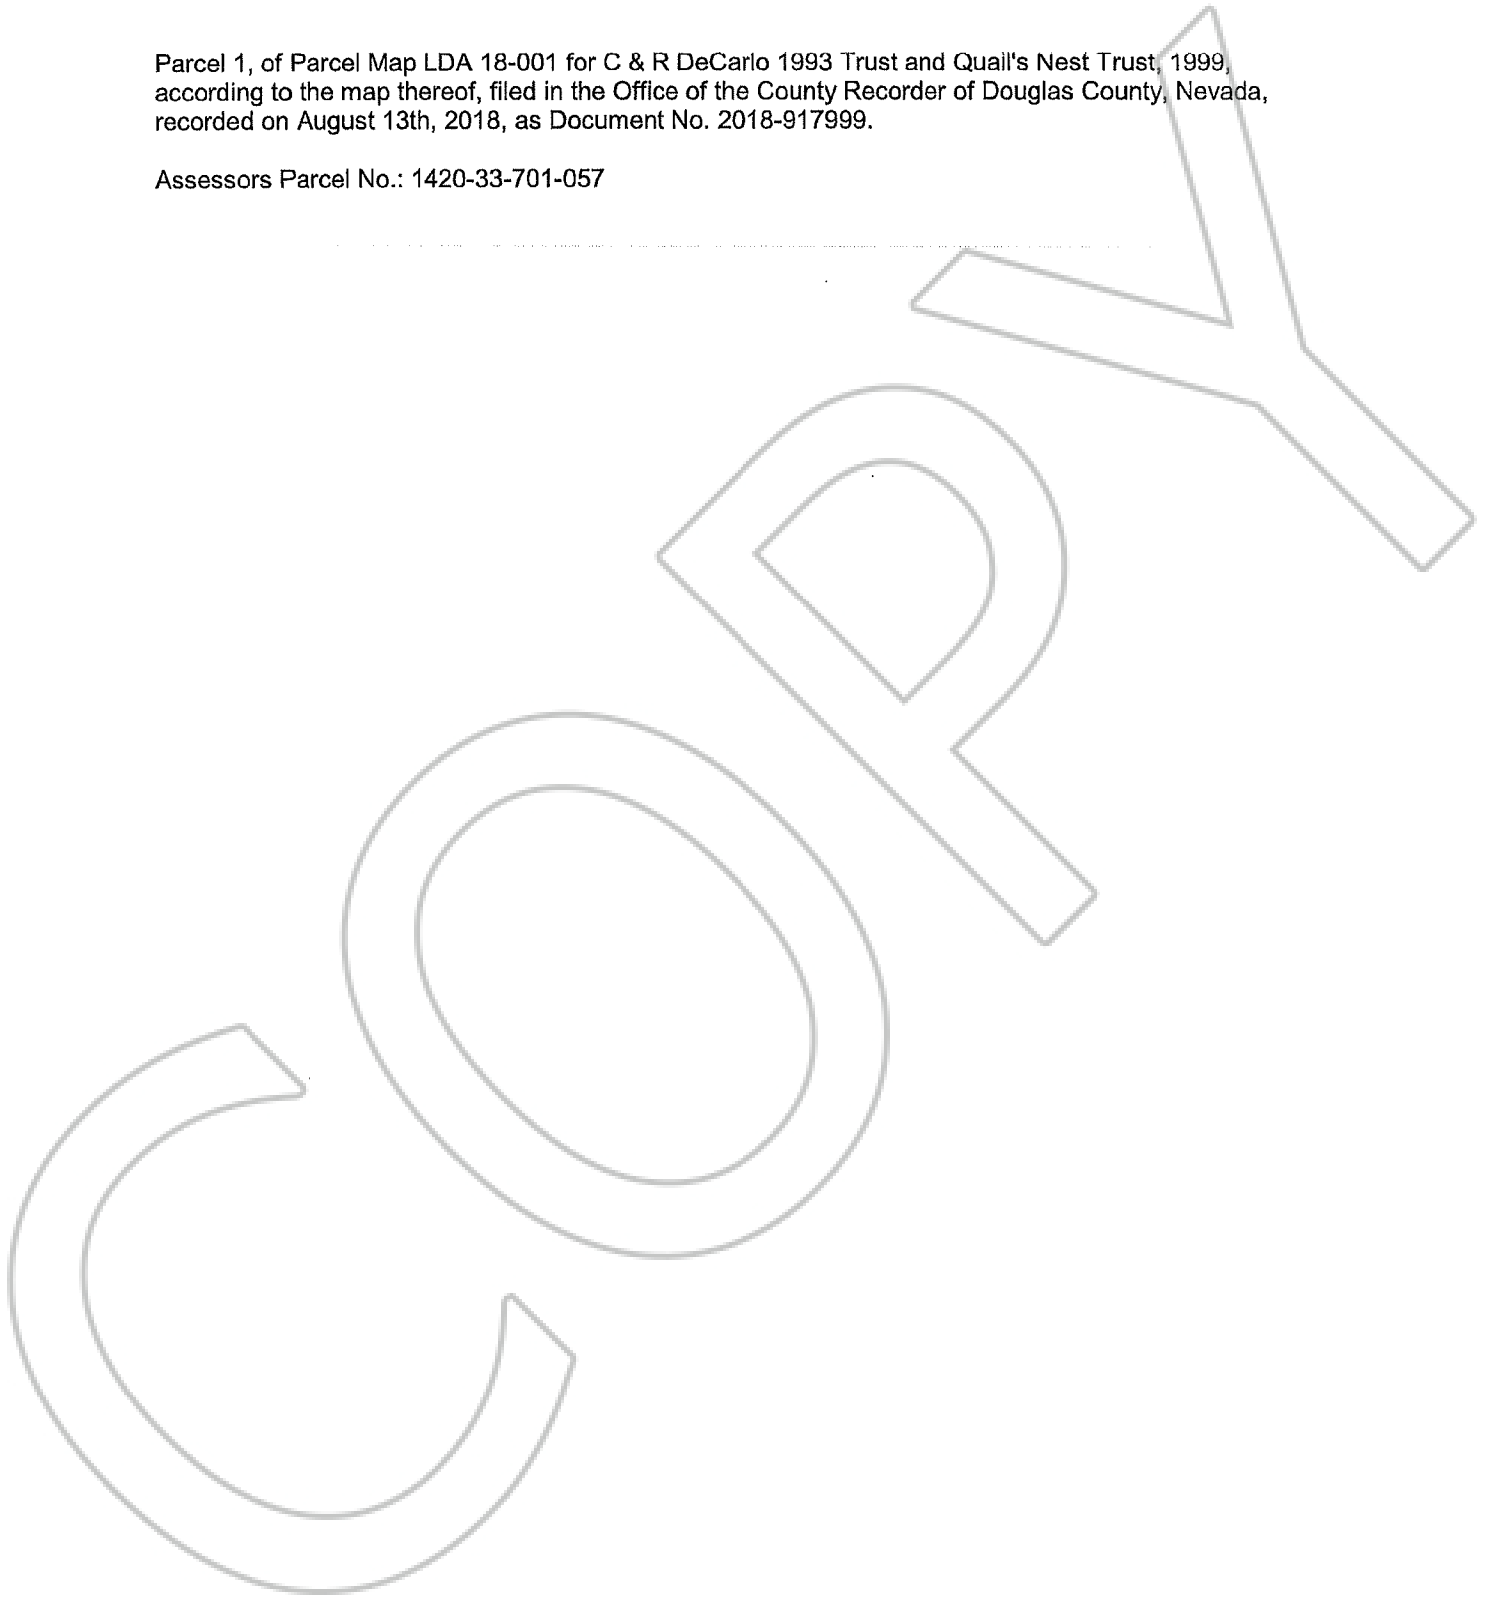 Parcel 1, of Parcel Map LDA 18-001 for C & R DeCarlo 1993 Trust and Quail's Nest Trust, 1999,
according to the map thereof, filed in the Office of the County Recorder of Douglas County, Nevada,
recorded on August 13th, 2018, as Document No. 2018-917999.
Assessors Parcel No.: 1420-33-701-057
COPY